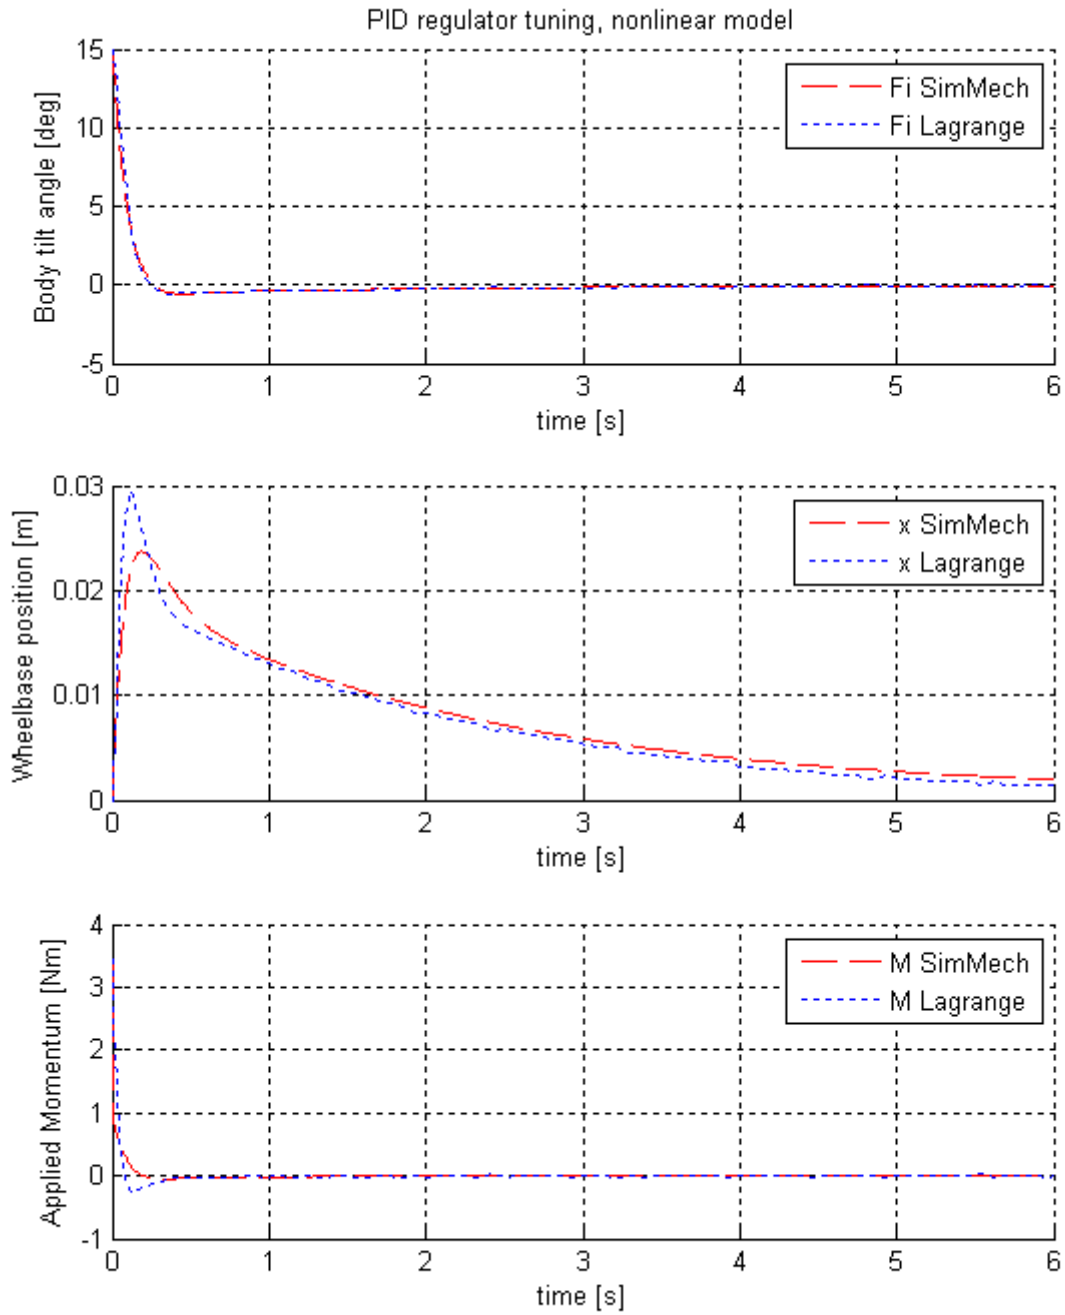 PID regulator tuning, nonlinear model
Body tilt angle [deg]
15
10
5
0
-5
Fi SimMech
Fi Lagrange
0 1 2 3 4 5 6
time [s]
Wheelbase position [m]
0.03
0.02
0.01
0
x SimMech
x Lagrange
0 1 2 3 4 5 6
time [s]
Applied Momentum [Nm]
4
3
2
1
0
-1
M SimMech
M Lagrange
0 1 2 3 4 5 6
time [s]